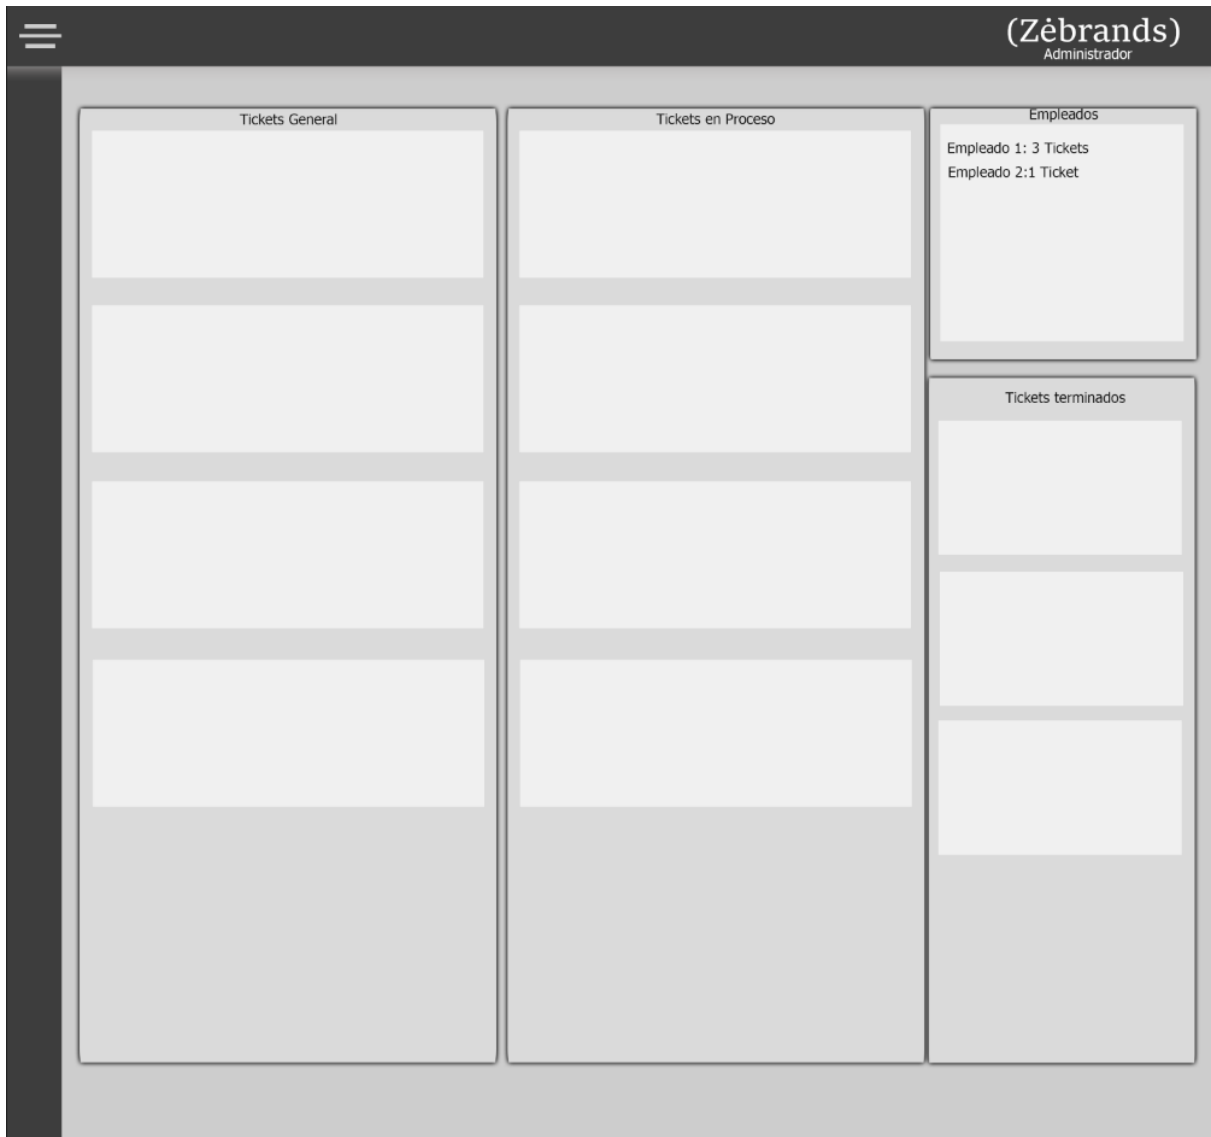 (Zėbrands)
Administrador
Tickets General
Tickets en Proceso
Empleados
Empleado 1: 3 Tickets
Empleado 2:1 Ticket
Tickets terminados